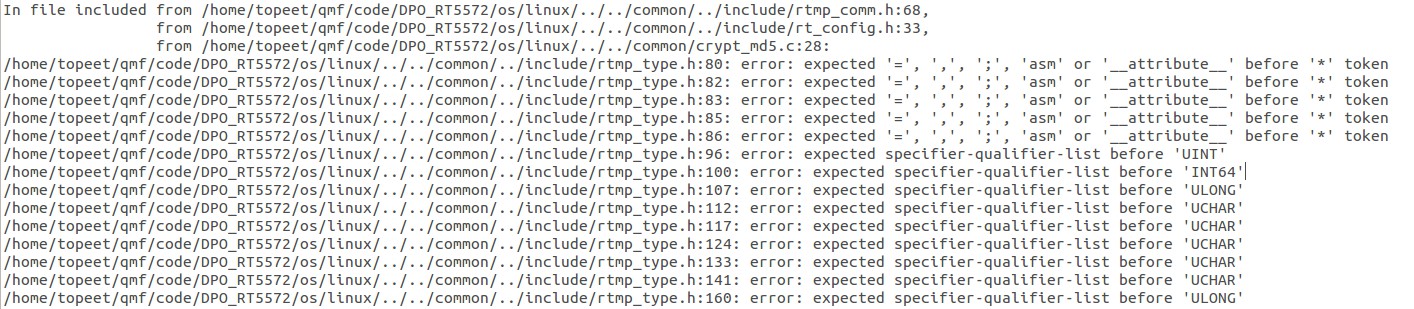 In file included from /home/topeet/qmf/code/DPO_RT5572/os/linux/../../common/../include/rtmp_comm.h:68,
from /home/topeet/qmf/code/DPO_RT5572/os/linux/../../common/../include/rt_config.h:33,
from /home/topeet/qmf/code/DPO_RT5572/os/linux/../../common/crypt_md5.c:28:
/home/topeet/qmf/code/DPO_RT5572/os/linux/../../common/../include/rtmp_type.h:80: error: expected '=', ',', ';', 'asm' or '__attribute__' before '*' token
/home/topeet/qmf/code/DPO_RT5572/os/linux/../../common/../include/rtmp_type.h:82: error: expected '=', ',', ';', 'asm' or '__attribute__' before '*' token
/home/topeet/qmf/code/DPO_RT5572/os/linux/../../common/../include/rtmp_type.h:83: error: expected '=', ',', ';', 'asm' or '__attribute__' before '*' token
/home/topeet/qmf/code/DPO_RT5572/os/linux/../../common/../include/rtmp_type.h:85: error: expected '=', ',', ';', 'asm' or '__attribute__' before '*' token
/home/topeet/qmf/code/DPO_RT5572/os/linux/../../common/../include/rtmp_type.h:86: error: expected '=', ',', ';', 'asm' or '__attribute__' before '*' token
/home/topeet/qmf/code/DPO_RT5572/os/linux/../../common/../include/rtmp_type.h:96: error: expected specifier-qualifier-list before 'UINT'
/home/topeet/qmf/code/DPO_RT5572/os/linux/../../common/../include/rtmp_type.h:100: error: expected specifier-qualifier-list before 'INT64'
/home/topeet/qmf/code/DPO_RT5572/os/linux/../../common/../include/rtmp_type.h:107: error: expected specifier-qualifier-list before 'ULONG'
/home/topeet/qmf/code/DPO_RT5572/os/linux/../../common/../include/rtmp_type.h:112: error: expected specifier-qualifier-list before 'UCHAR'
/home/topeet/qmf/code/DPO_RT5572/os/linux/../../common/../include/rtmp_type.h:117: error: expected specifier-qualifier-list before 'UCHAR'
/home/topeet/qmf/code/DPO_RT5572/os/linux/../../common/../include/rtmp_type.h:124: error: expected specifier-qualifier-list before 'UCHAR'
/home/topeet/qmf/code/DPO_RT5572/os/linux/../../common/../include/rtmp_type.h:133: error: expected specifier-qualifier-list before 'UCHAR'
/home/topeet/qmf/code/DPO_RT5572/os/linux/../../common/../include/rtmp_type.h:141: error: expected specifier-qualifier-list before 'UCHAR'
/home/topeet/qmf/code/DPO_RT5572/os/linux/../../common/../include/rtmp_type.h:160: error: expected specifier-qualifier-list before 'ULONG'